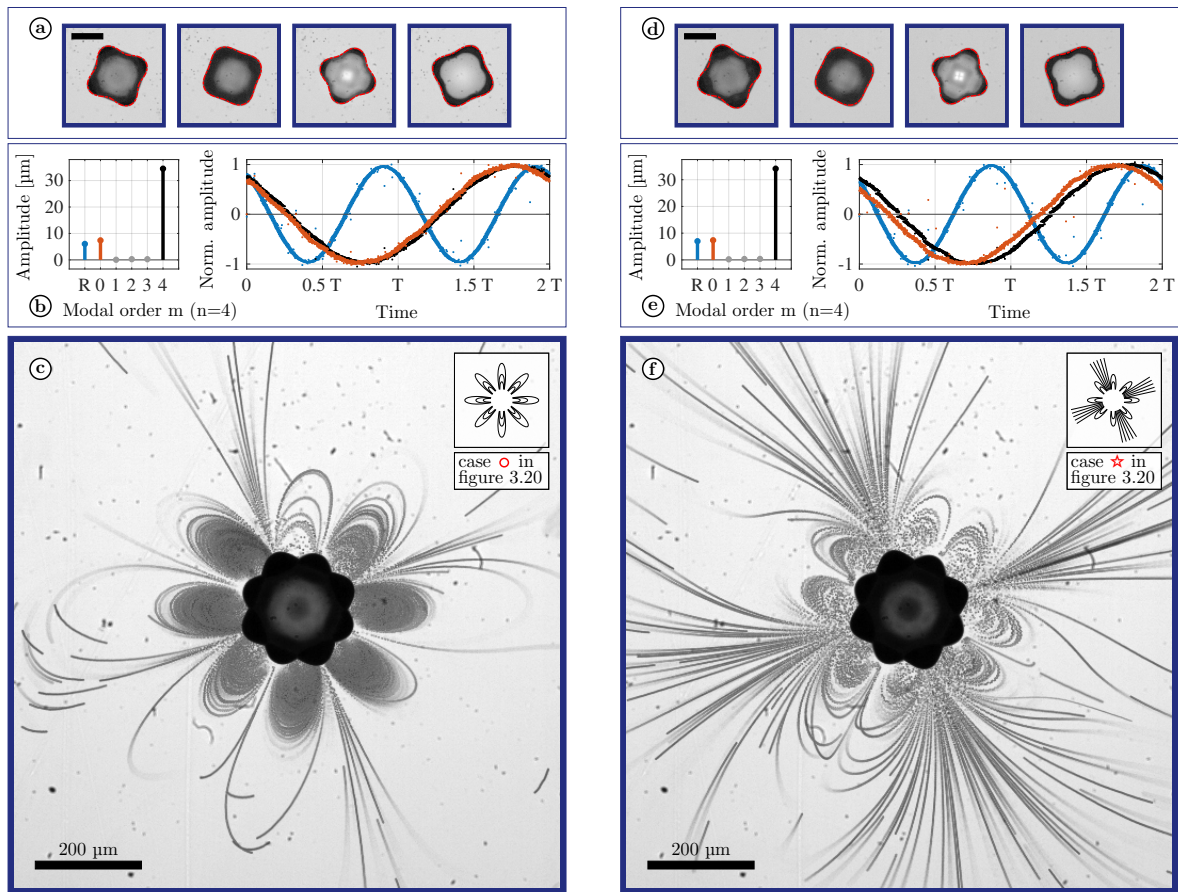 a
Amplitude [µm]
30
20
10
0
R 0 1 2 3 4
Modal order m (n=4)
b
Norm. amplitude
1
0
-1
0 0.5 T T 1.5 T 2 T
Time
c
case in
figure 3.20
200 µm
d
Amplitude [µm]
30
20
10
0
R 0 1 2 3 4
Modal order m (n=4)
e
Norm. amplitude
1
0
-1
0 0.5 T T 1.5 T 2 T
Time
f
case in
figure 3.20
200 µm